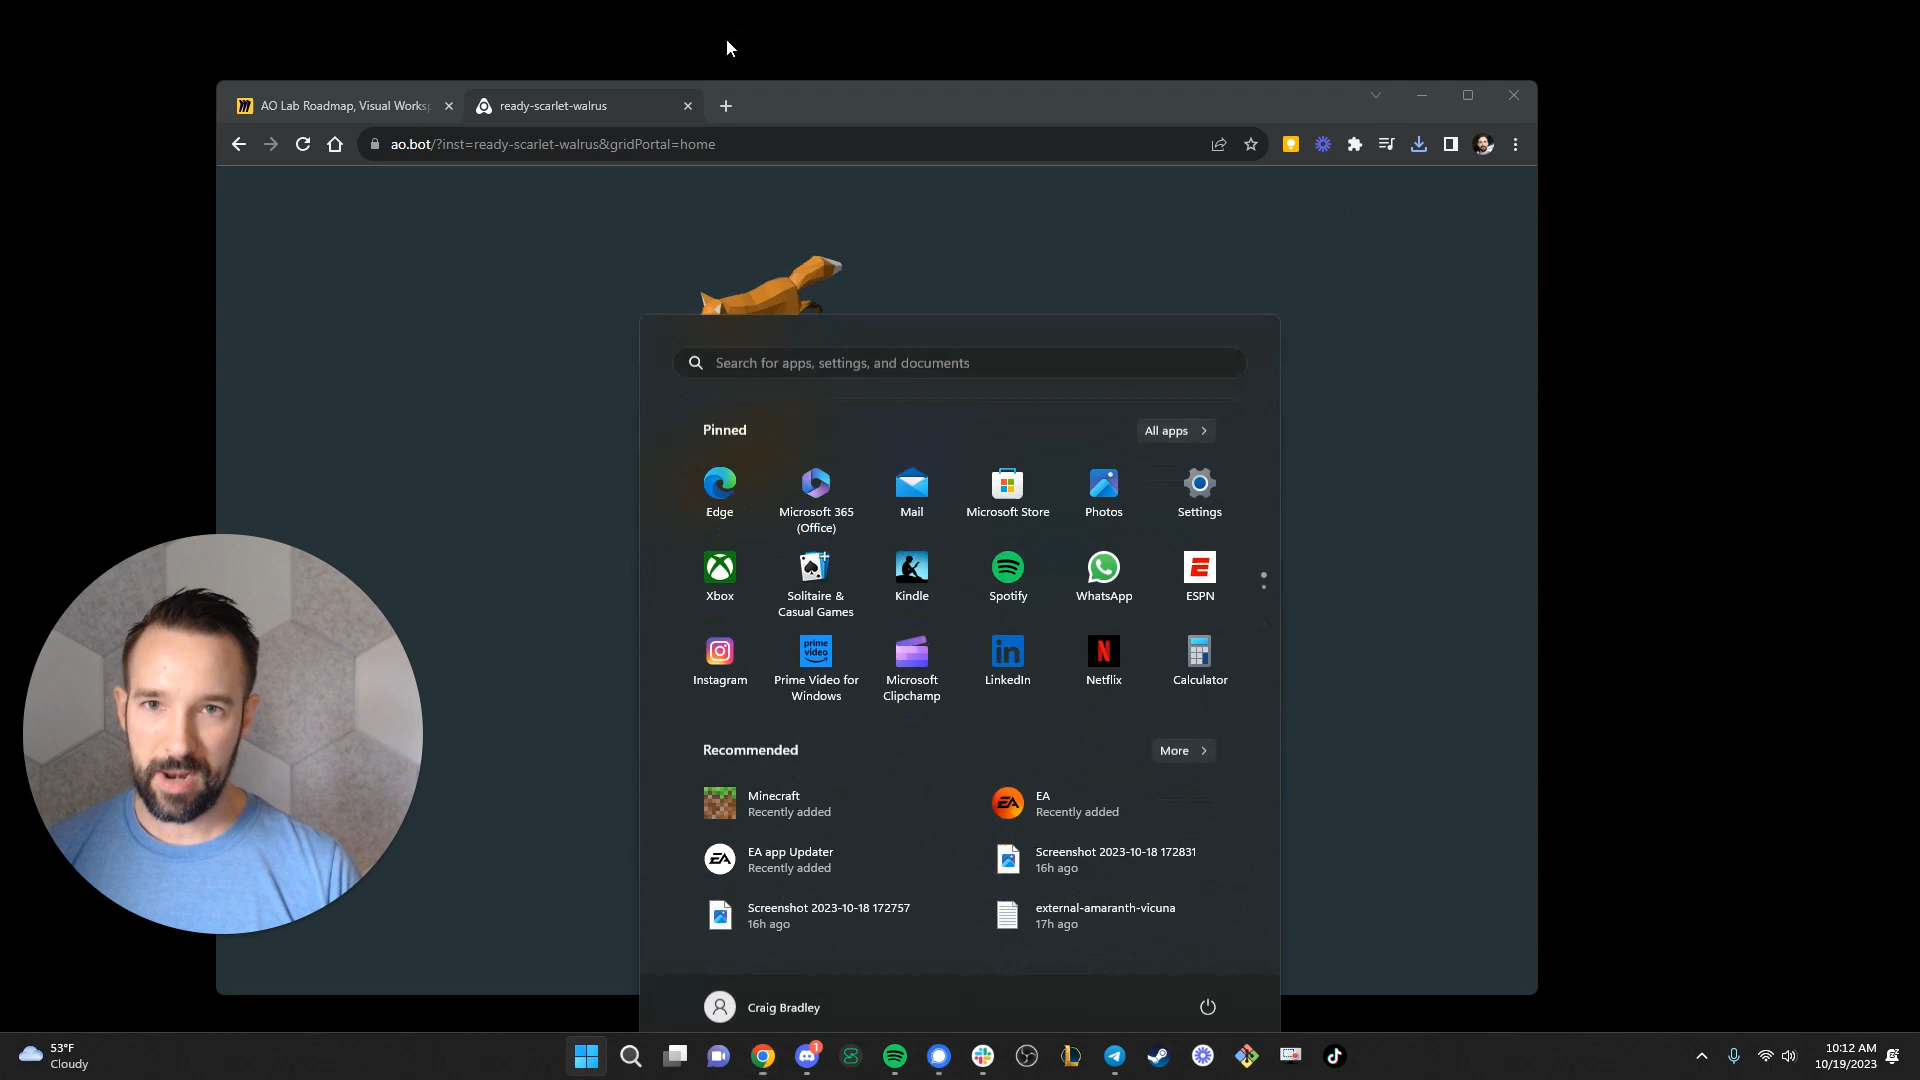 AO Lab Roadmap, Visual Works
ready-scarlet-walrus
ao.bot/?inst=ready-scarlet-walrus&gridPortal=home
Search for apps, settings, and documents
Pinned
All apps
Edge
Microsoft 365
(Office)
Mail
Microsoft Store
Photos
Settings
Xbox
Solitaire &
Casual Games
Kindle
Spotify
WhatsApp
ESPN
Instagram
prime
video
Prime Video for
Windows
Microsoft
Clipchamp
LinkedIn
Netflix
Calculator
Recommended
More
Minecraft
Recently added
EA
Recently added
EA app Updater
Recently added
Screenshot 2023-10-18 172831
16h ago
Screenshot 2023-10-18 172757
16h ago
external-amaranth-vicuna
17h ago
Craig Bradley
53°F
Cloudy
1
10:12 AM
10/19/2023